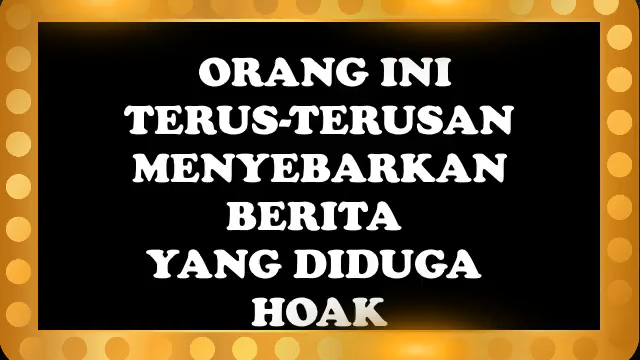 ORANG INI
TERUS-TERUSAN
MENYEBARKAN
BERITA
YANG DIDUGA
HOAK